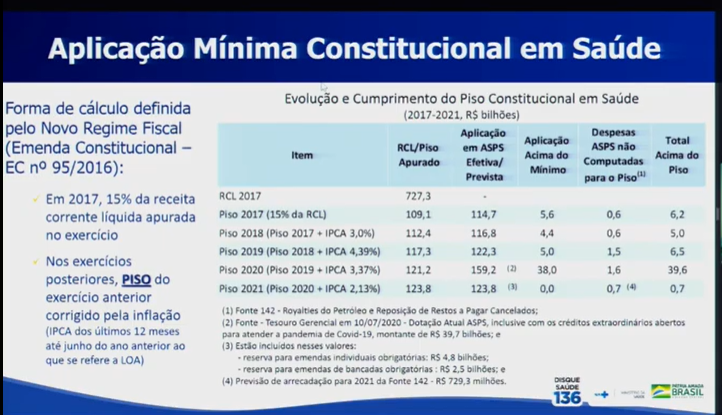 Aplicação Mínima Constitucional em Saúde
Forma de cálculo definida
pelo Novo Regime Fiscal
(Emenda Constitucional –
EC nº 95/2016):
Em 2017, 15% da receita
corrente líquida apurada
no exercício
Nos exercícios
posteriores, PISO do
exercício anterior
corrigido pela inflação
(IPCA dos últimos 12 meses
até junho do ano anterior ao
que se refere a LOA)
Evolução e Cumprimento do Piso Constitucional em Saúde
(2017-2021, R$ bilhões)
Item RCL/Piso Apurado Aplicação em ASPS Efetiva/ Prevista Aplicação Acima do Mínimo Despesas ASPS não Computadas para o Piso(1) Total Acima do Piso
RCL 2017 727,3 -
Piso 2017 (15% da RCL) 109,1 114,7 5,6 0,6 6,2
Piso 2018 (Piso 2017 + IPCA 3,0%) 112,4 116,8 4,4 0,6 5,0
Piso 2019 (Piso 2018 + IPCA 4,39%) 117,3 122,3 5,0 1,5 6,5
Piso 2020 (Piso 2019 + IPCA 3,37%) 121,2 159,2 (2) 38,0 1,6 39,6
Piso 2021 (Piso 2020 + IPCA 2,13%) 123,8 123,8 (3) 0,0 0,7 (4) 0,7
(1) Fonte 142 - Royalties do Petróleo e Reposição de Restos a Pagar Cancelados;
(2) Fonte - Tesouro Gerencial em 10/07/2020 - Dotação Atual ASPS, inclusive com os créditos extraordinários abertos
para atender a pandemia de Covid-19, montante de R$ 39,7 bilhões; e
(3) Estão incluídos nesses valores:
- reserva para emendas individuais obrigatórias: R$ 4,8 bilhões;
- reserva para emendas de bancadas obrigatórias : R$ 2,5 bilhões; e
(4) Previsão de arrecadação para 2021 da Fonte 142 - R$ 729,3 milhões.
DISQUE
SAÚDE
136
MINISTÉRIO DA
SAÚDE
PÁTRIA AMADA
BRASIL